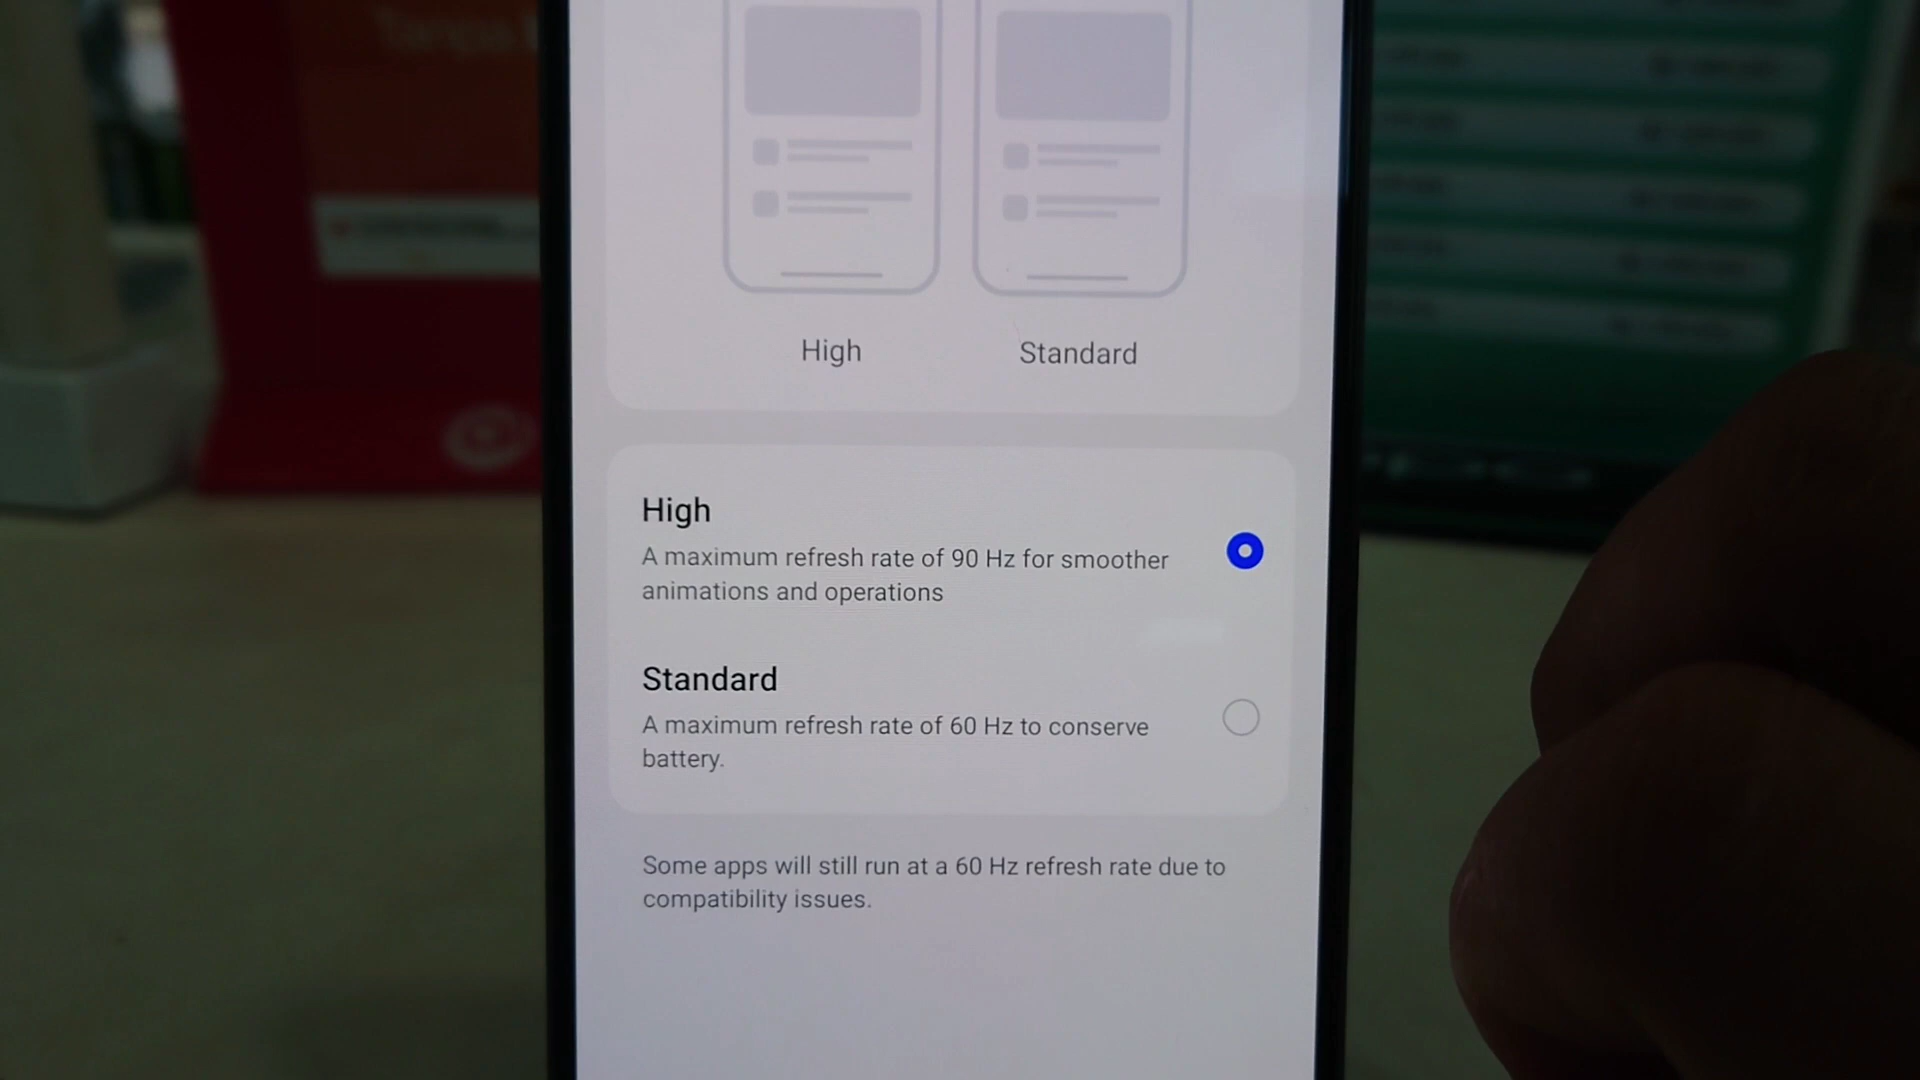 High
Standard
High
A maximum refresh rate of 90 Hz for smoother
animations and operations
Standard
A maximum refresh rate of 60 Hz to conserve
battery.
Some apps will still run at a 60 Hz refresh rate due to
compatibility issues.